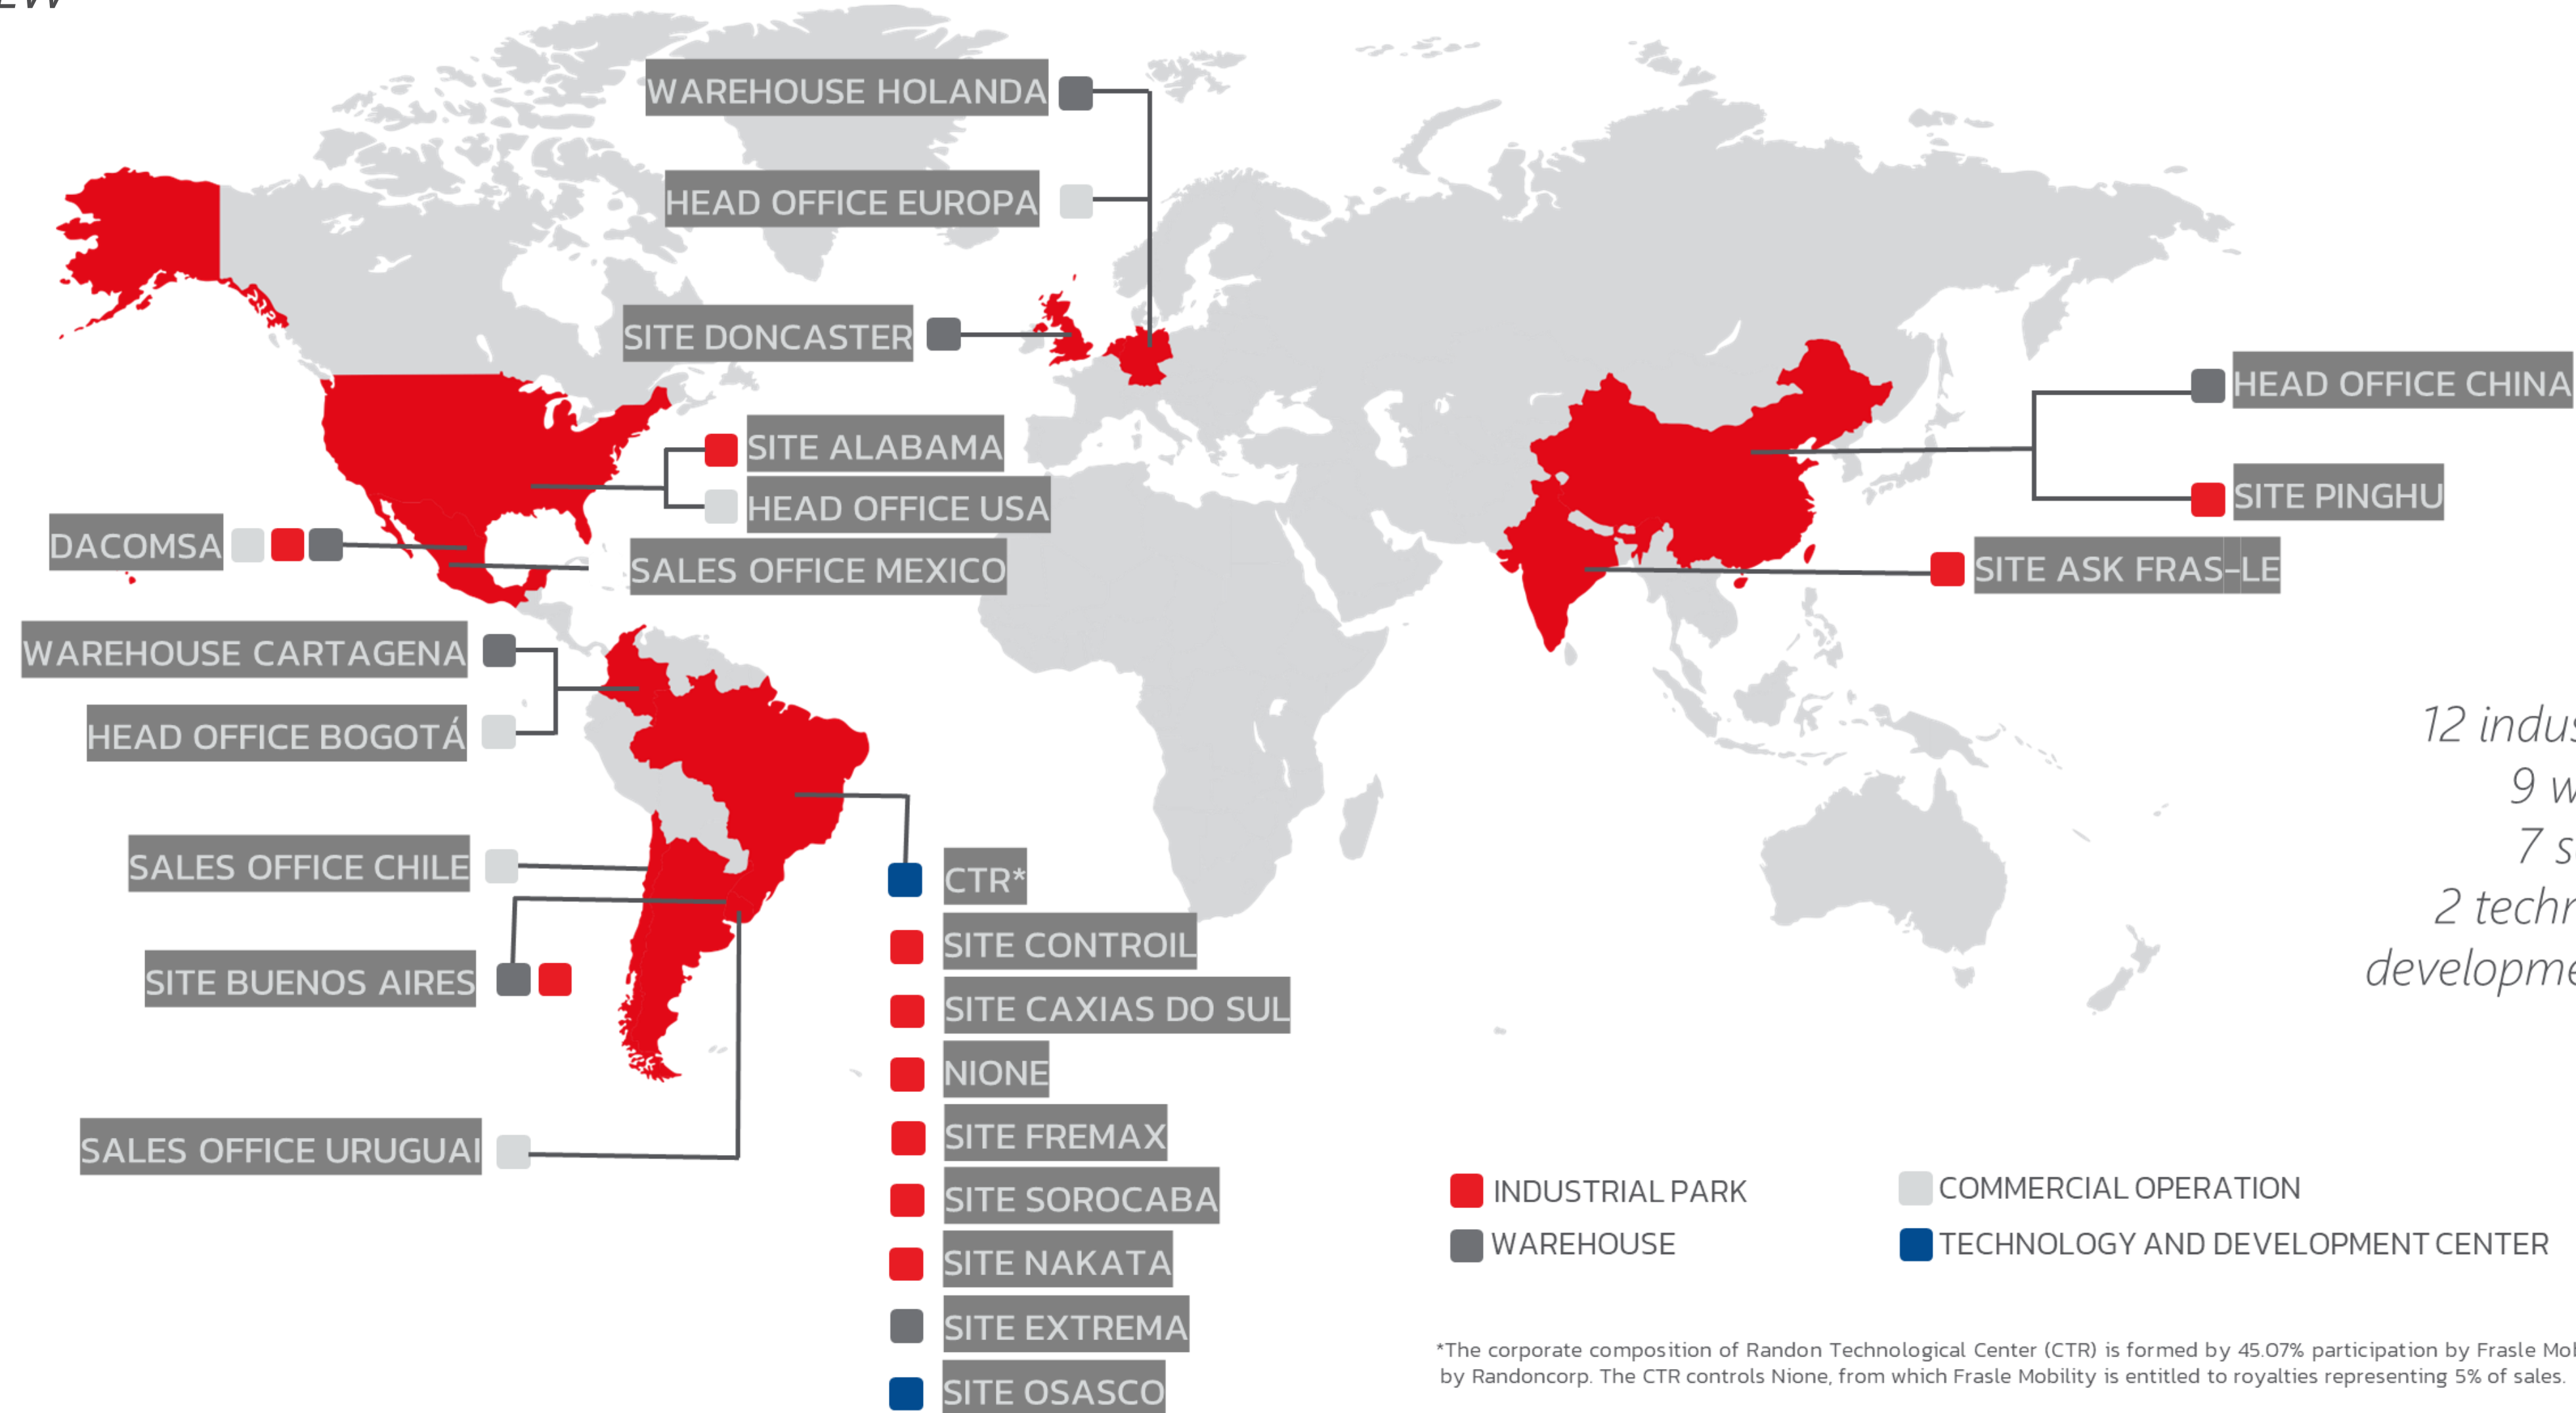 WAREHOUSE HOLANDA
HEAD OFFICE EUROPA
SITE DONCASTER
HEAD OFFICE CHINA
SITE ALABAMA
HEAD OFFICE USA
SITE PINGHU
DACOMSA
SALES OFFICE MEXICO
SITE ASK FRAS-LE
WAREHOUSE CARTAGENA
HEAD OFFICE BOGOTÁ
12 indus
9 w
7 s
2 techn
developme
SALES OFFICE CHILE
SITE BUENOS AIRES
SALES OFFICE URUGUAI
CTR*
SITE CONTROIL
SITE CAXIAS DO SUL
NIONE
SITE FREMAX
SITE SOROCABA
SITE NAKATA
SITE EXTREMA
SITE OSASCO
INDUSTRIAL PARK
COMMERCIAL OPERATION
WAREHOUSE
TECHNOLOGY AND DEVELOPMENT CENTER
*The corporate composition of Randon Technological Center (CTR) is formed by 45.07% participation by Frasle Mob
by Randoncorp. The CTR controls Nione, from which Frasle Mobility is entitled to royalties representing 5% of sales.